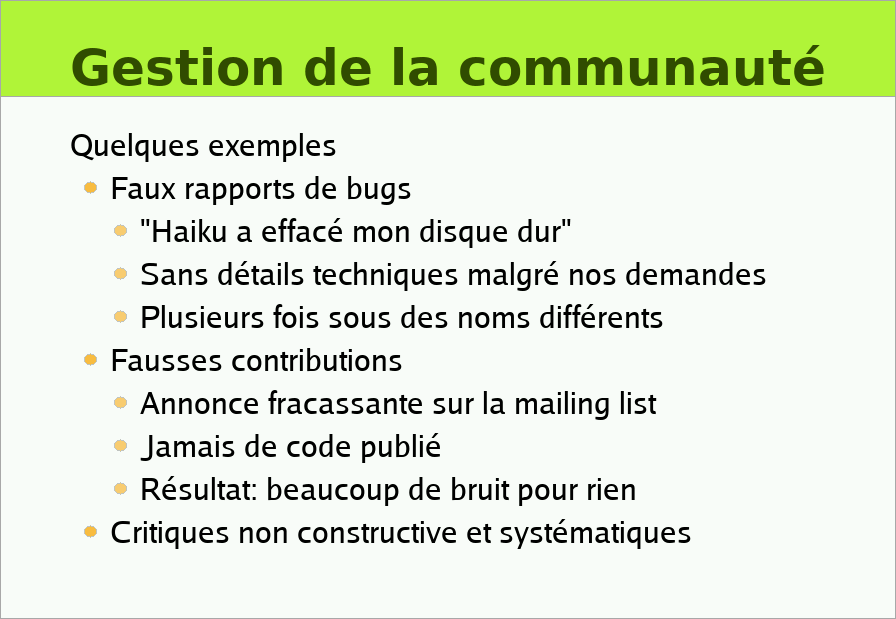 Gestion de la communauté
Quelques exemples
Faux rapports de bugs
"Haiku a effacé mon disque dur"
Sans détails techniques malgré nos demandes
Plusieurs fois sous des noms différents
Fausses contributions
Annonce fracassante sur la mailing list
Jamais de code publié
Résultat: beaucoup de bruit pour rien
Critiques non constructive et systématiques